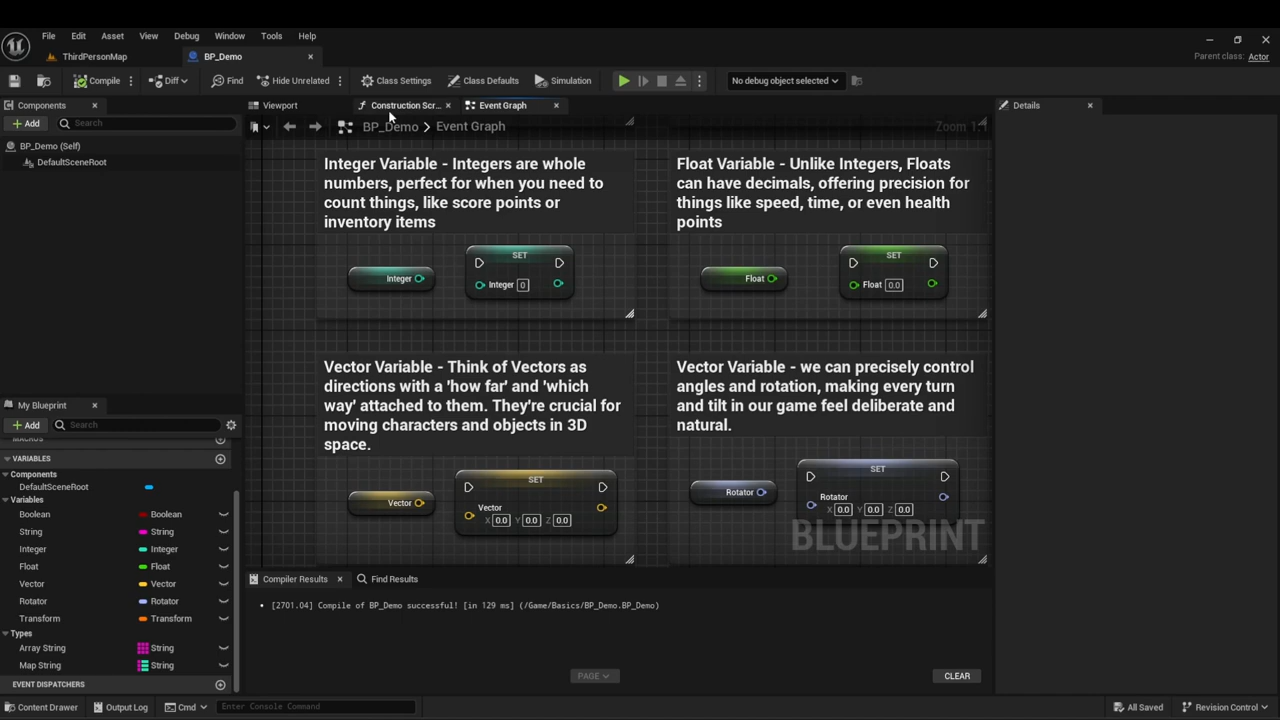 File Edit Asset View Debug Window Tools Help
ThirdPersonMap BP_Demo
Parent class: Actor
Compile Diff Find Hide Unrelated Class Settings Class Defaults Simulation No debug object selected
Components
Add Search
BP_Demo (Self)
DefaultSceneRoot
Viewport Construction Scr... Event Graph
BP_Demo > Event Graph
Zoom 1:1
Integer Variable - Integers are whole
numbers, perfect for when you need to
count things, like score points or
inventory items
Integer
SET
Integer 0
Float Variable - Unlike Integers, Floats
can have decimals, offering precision for
things like speed, time, or even health
points
Float
SET
Float 0.0
Vector Variable - Think of Vectors as
directions with a 'how far' and 'which
way' attached to them. They're crucial for
moving characters and objects in 3D
space.
Vector
SET
Vector
X 0.0 Y 0.0 Z 0.0
Vector Variable - we can precisely control
angles and rotation, making every turn
and tilt in our game feel deliberate and
natural.
Rotator
SET
Rotator
X 0.0 Y 0.0 Z 0.0
BLUEPRINT
Details
My Blueprint
Add Search
MACROS
VARIABLES
Components
DefaultSceneRoot
Variables
Boolean Boolean
String String
Integer Integer
Float Float
Vector Vector
Rotator Rotator
Transform Transform
Types
Array String String
Map String String
EVENT DISPATCHERS
Compiler Results Find Results
[2701.04] Compile of BP_Demo successful! [in 129 ms] (/Game/Basics/BP_Demo.BP_Demo)
PAGE
CLEAR
Content Drawer Output Log Cmd Enter Console Command All Saved Revision Control